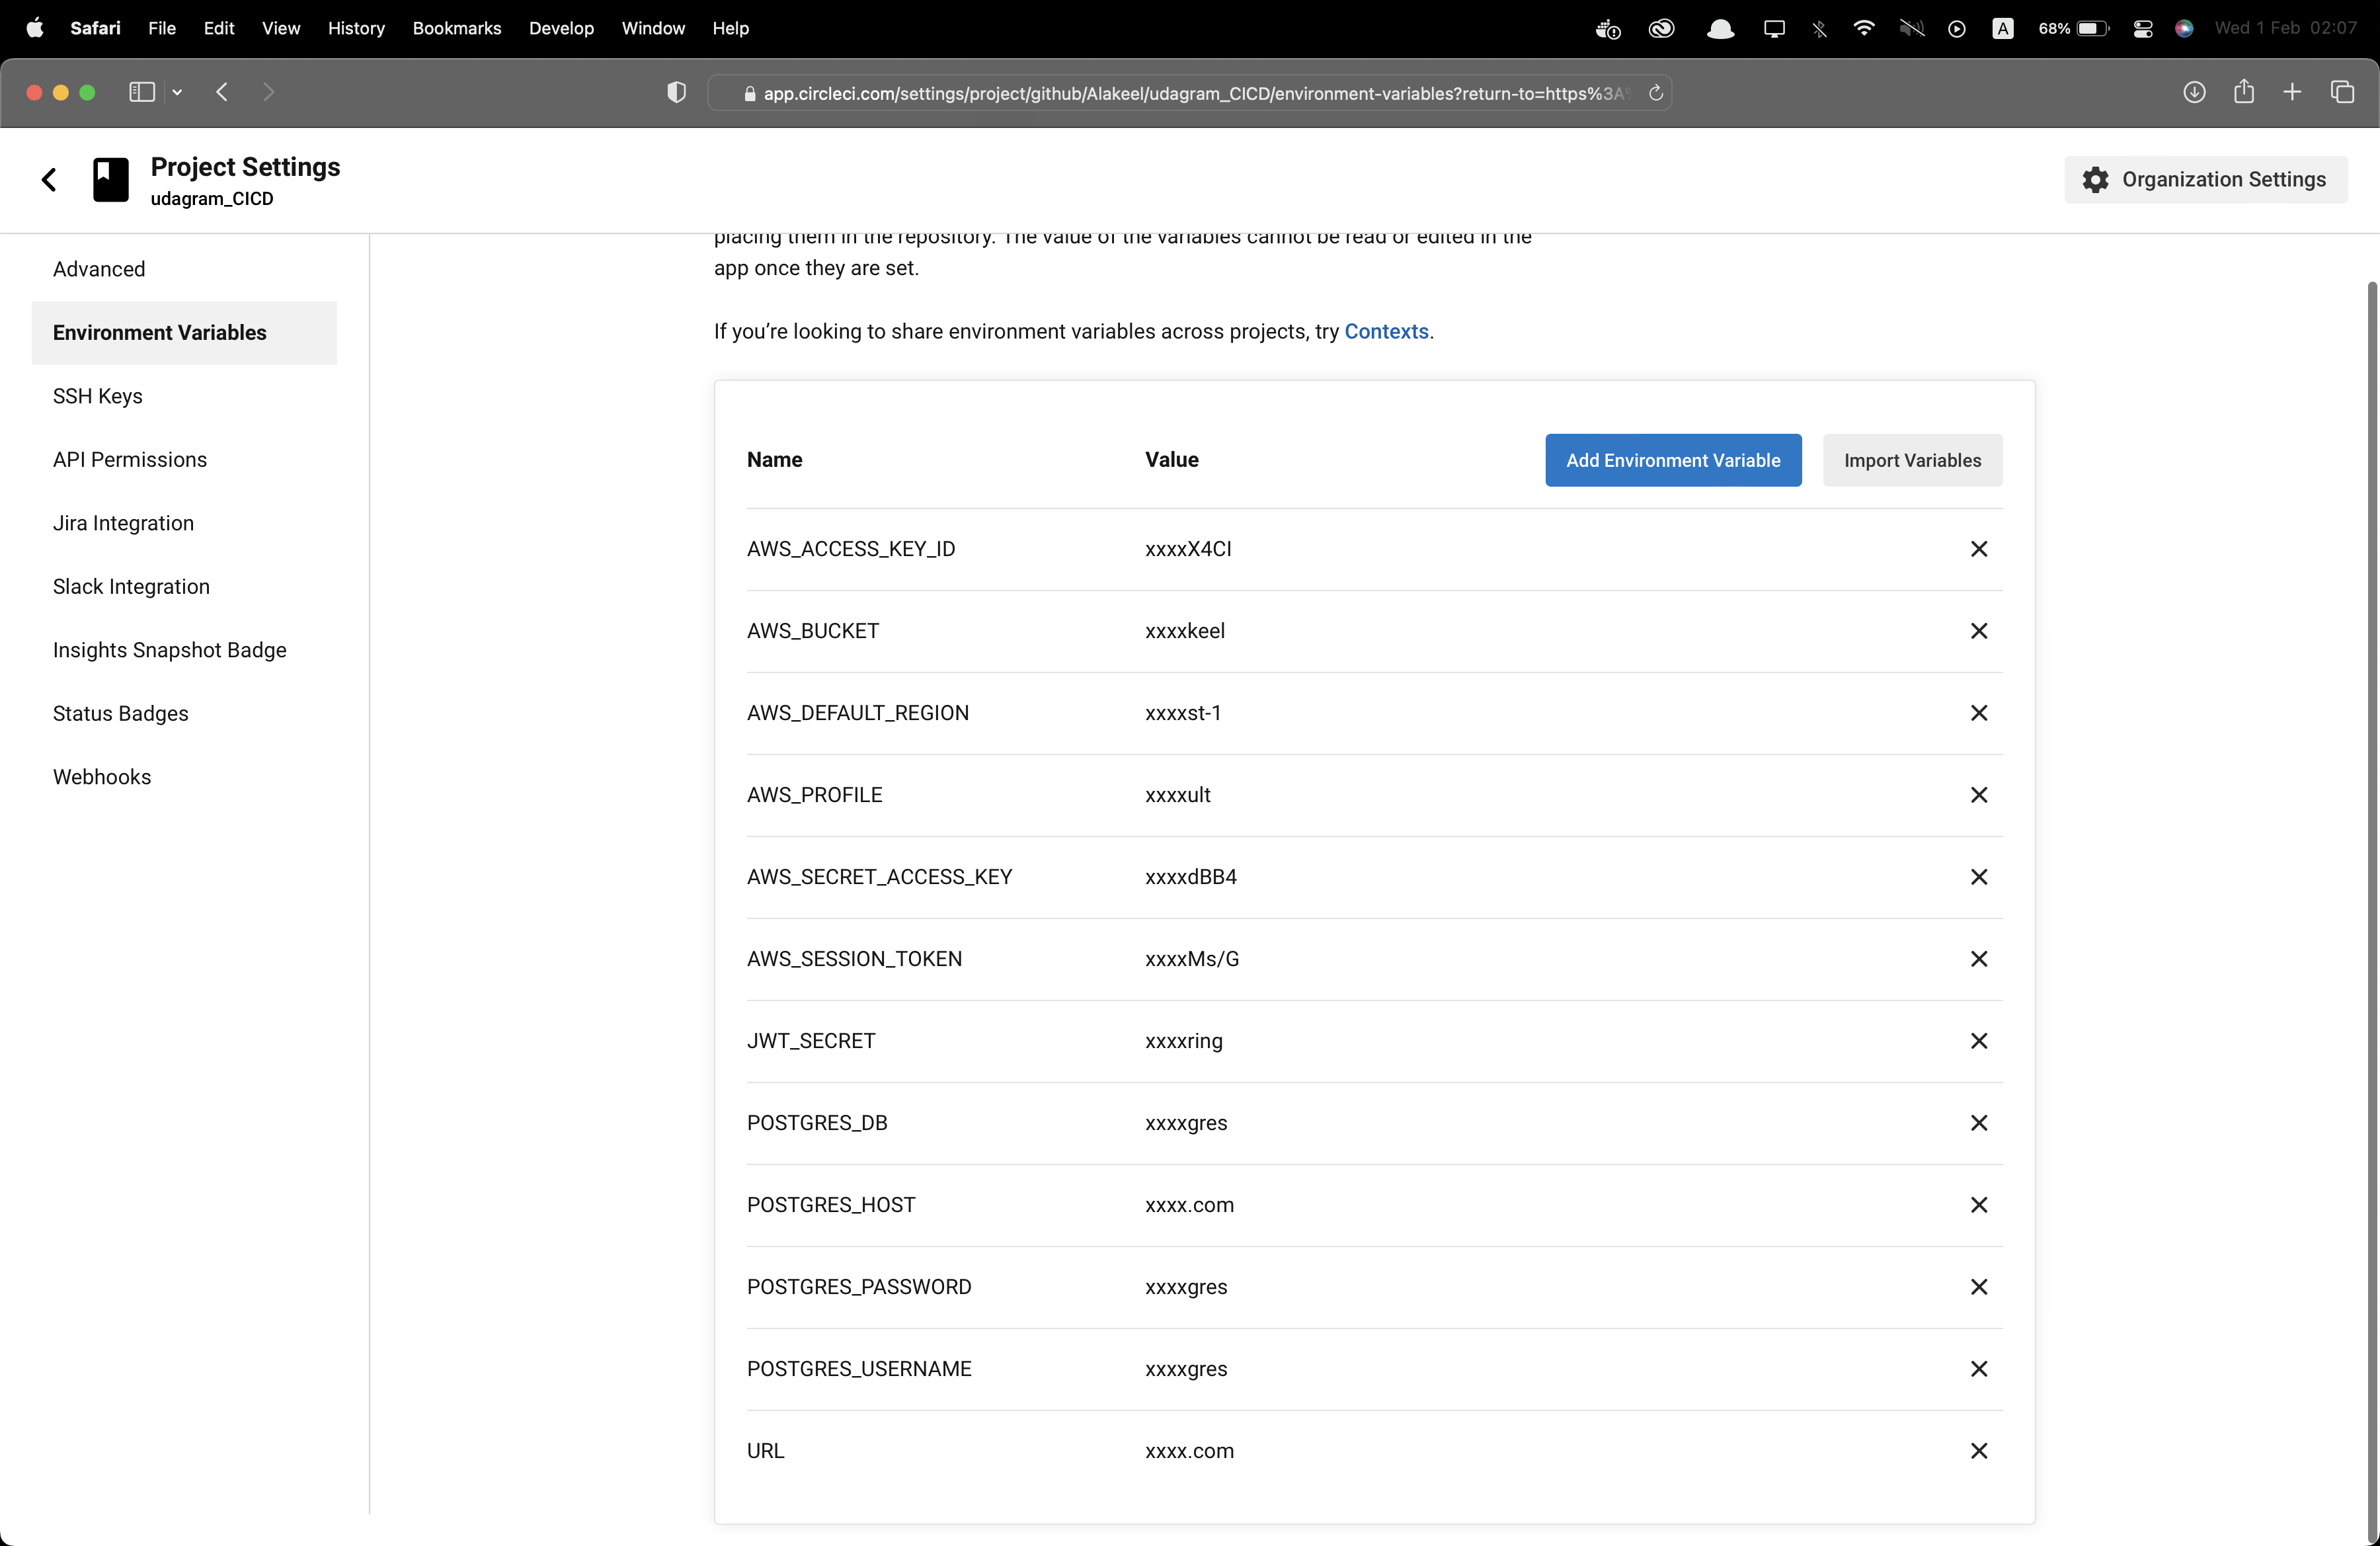 Safari File Edit View History Bookmarks Develop Window Help A 68% Wed 1 Feb 02:07
app.circleci.com/settings/project/github/Alakeel/udagram_CICD/environment-variables?return-to=https%3A
Project Settings
udagram_CICD
Organization Settings
Advanced
Environment Variables
SSH Keys
API Permissions
Jira Integration
Slack Integration
Insights Snapshot Badge
Status Badges
Webhooks
placing them in the repository. The value of the variables cannot be read or edited in the
app once they are set.
If you’re looking to share environment variables across projects, try Contexts.
Name Value Add Environment Variable Import Variables
AWS_ACCESS_KEY_ID xxxxX4CI
AWS_BUCKET xxxxkeel
AWS_DEFAULT_REGION xxxxst-1
AWS_PROFILE xxxxult
AWS_SECRET_ACCESS_KEY xxxxdBB4
AWS_SESSION_TOKEN xxxxMs/G
JWT_SECRET xxxxring
POSTGRES_DB xxxxgres
POSTGRES_HOST xxxx.com
POSTGRES_PASSWORD xxxxgres
POSTGRES_USERNAME xxxxgres
URL xxxx.com